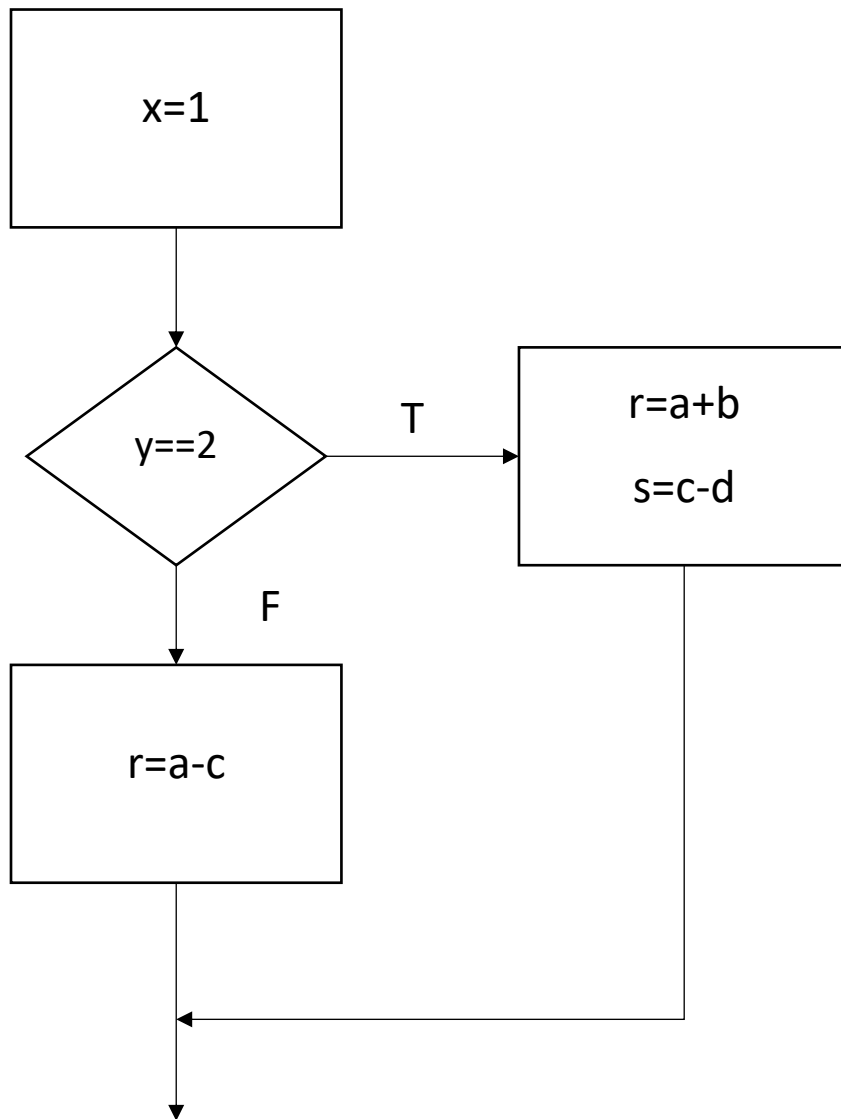 x=1
y==2
T
r=a+b
s=c-d
F
r=a-c